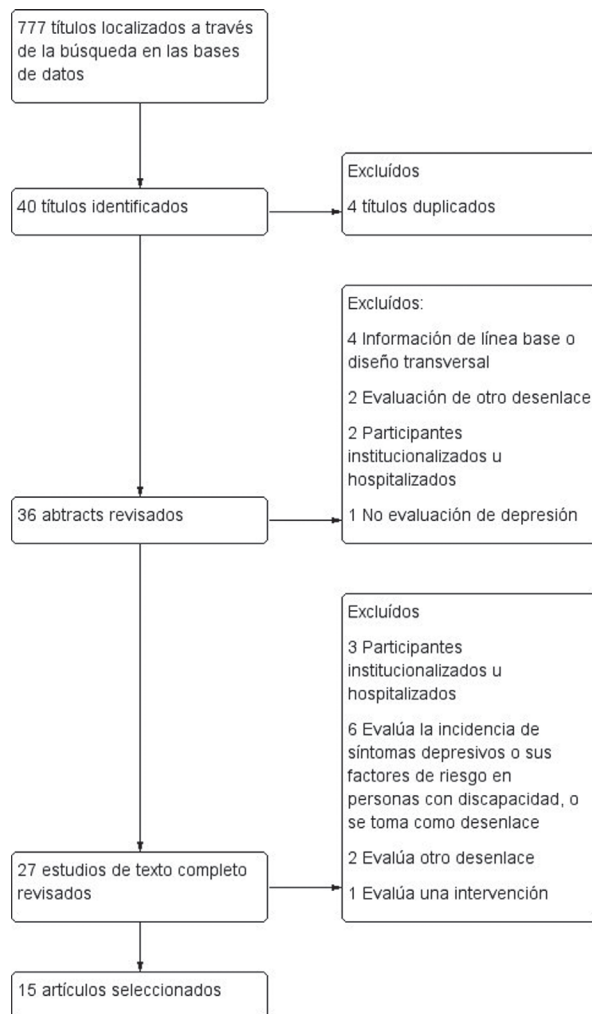 777 títulos localizados a través
de la búsqueda en las bases
de datos
40 títulos identificados
Excluídos
4 títulos duplicados
Excluídos:
4 Información de línea base o
diseño transversal
2 Evaluación de otro desenlace
2 Participantes
institucionalizados u
hospitalizados
1 No evaluación de depresión
36 abtracts revisados
Excluídos
3 Participantes
institucionalizados u
hospitalizados
6 Evalúa la incidencia de
síntomas depresivos o sus
factores de riesgo en
personas con discapacidad, o
se toma como desenlace
2 Evalúa otro desenlace
1 Evalúa una intervención
27 estudios de texto completo
revisados
15 artículos seleccionados